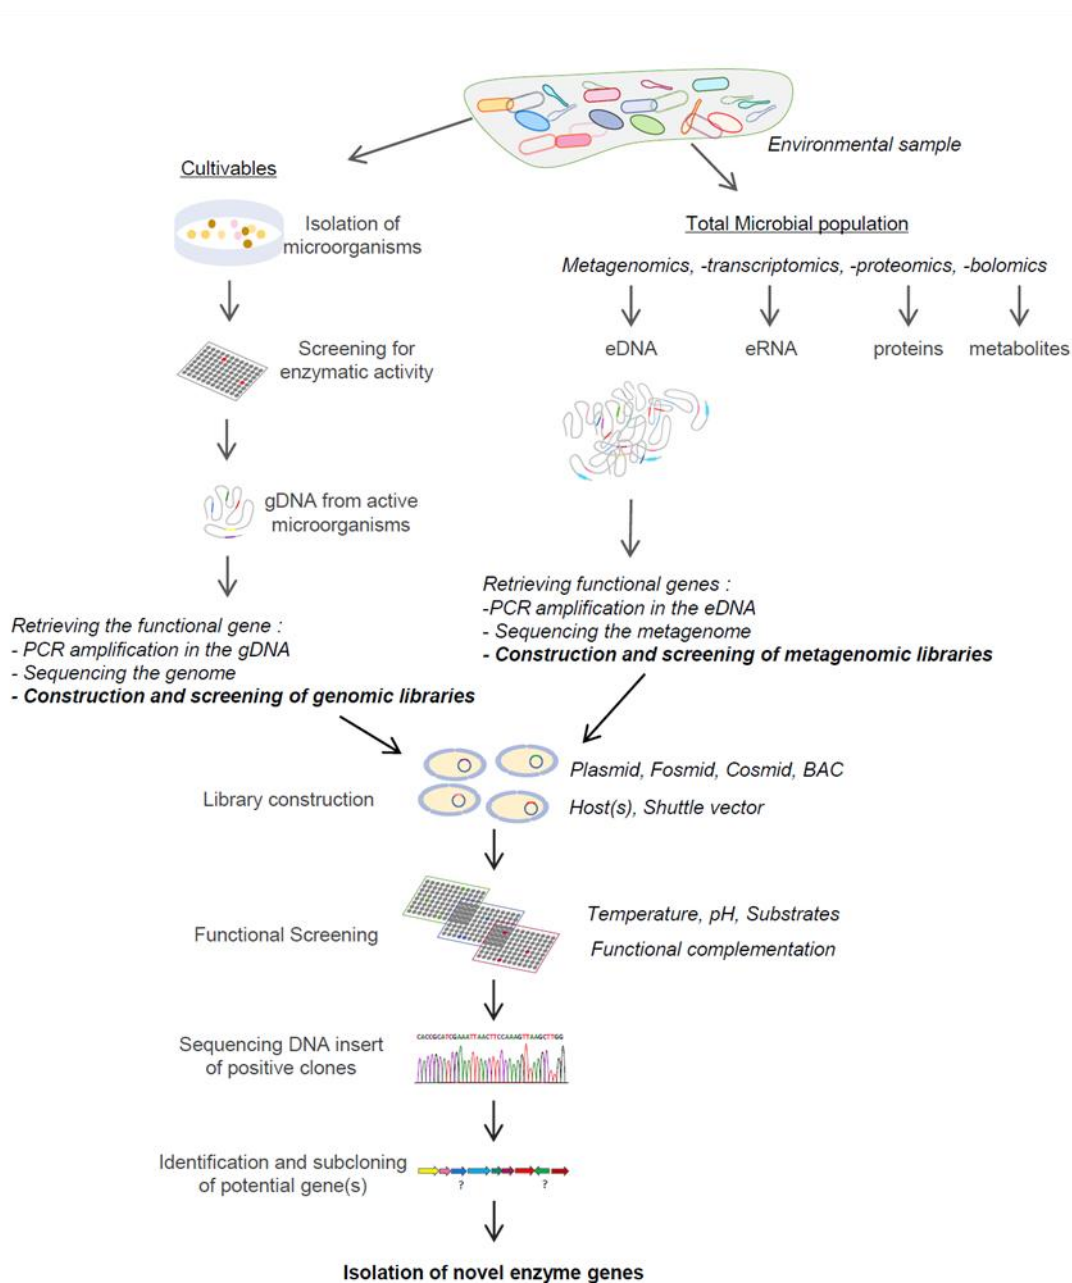 Environmental sample
Cultivables
Isolation of
microorganisms
Screening for
enzymatic activity
gDNA from active
microorganisms
Retrieving the functional gene :
- PCR amplification in the gDNA
- Sequencing the genome
- Construction and screening of genomic libraries
Total Microbial population
Metagenomics, -transcriptomics, -proteomics, -bolomics
eDNA eRNA proteins metabolites
Retrieving functional genes :
-PCR amplification in the eDNA
- Sequencing the metagenome
- Construction and screening of metagenomic libraries
Library construction
Plasmid, Fosmid, Cosmid, BAC
Host(s), Shuttle vector
Functional Screening
Temperature, pH, Substrates
Functional complementation
Sequencing DNA insert
of positive clones
CACCGCATCGAAATTAACTTCCAAAGTTAAGCTTGG
Identification and subcloning
of potential gene(s)
? ?
Isolation of novel enzyme genes